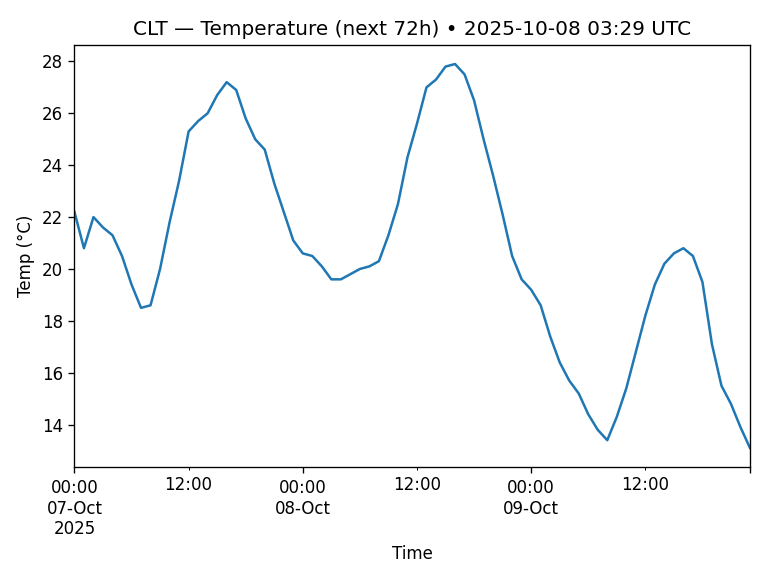 CLT — Temperature (next 72h) • 2025-10-08 03:29 UTC
28
26
24
22
20
18
16
14
Temp (°C)
00:00 12:00 00:00 12:00 00:00 12:00
07-Oct 08-Oct 09-Oct
2025
Time